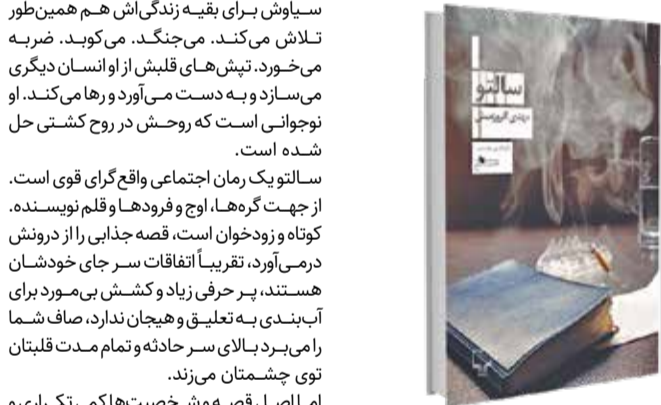 سیاوش برای بقیه زندگی‌اش هم همین‌طور
تلاش می‌کند. می‌جنگد. می‌کوبد. ضربه
می‌خورد. تپش‌های قلبش از او انسان دیگری
می‌سازد و به دست می‌آورد و رها می‌کند. او
نوجوانی است که روحش در روح کشتی حل
شده است.
سالتو یک رمان اجتماعی واقع‌گرای قوی است.
از جهت گره‌ها، اوج و فرودها و قلم نویسنده.
کوتاه و زودخوان است، قصه جذابی را از درونش
درمی‌آورد، تقریباً اتفاقات سر جای خودشان
هستند، پر حرفی زیاد و کشش بی‌مورد برای
آب‌بندی به تعلیق و هیجان ندارد، صاف شما
را می‌برد بالای سر حادثه و تمام مدت قلبتان
توی چشمتان می‌زند.
سالتو
مهدی افروزمنش